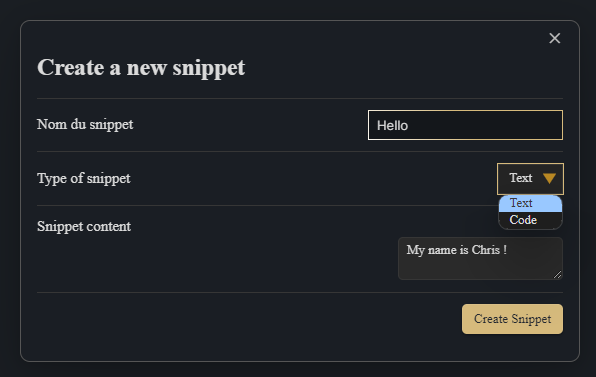 Create a new snippet
Nom du snippet
Hello
Type of snippet
Text
Text
Code
Snippet content
My name is Chris !
Create Snippet